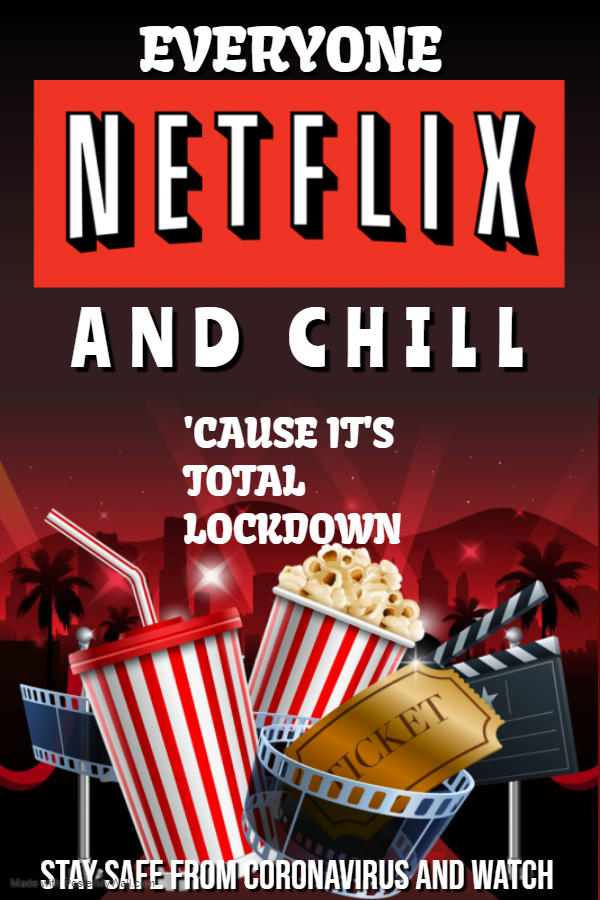 EVERYONE
NETFLIX
AND CHILL
'CAUSE IT'S
TOTAL
LOCKDOWN
TICKET
STAY SAFE FROM CORONAVIRUS AND WATCH